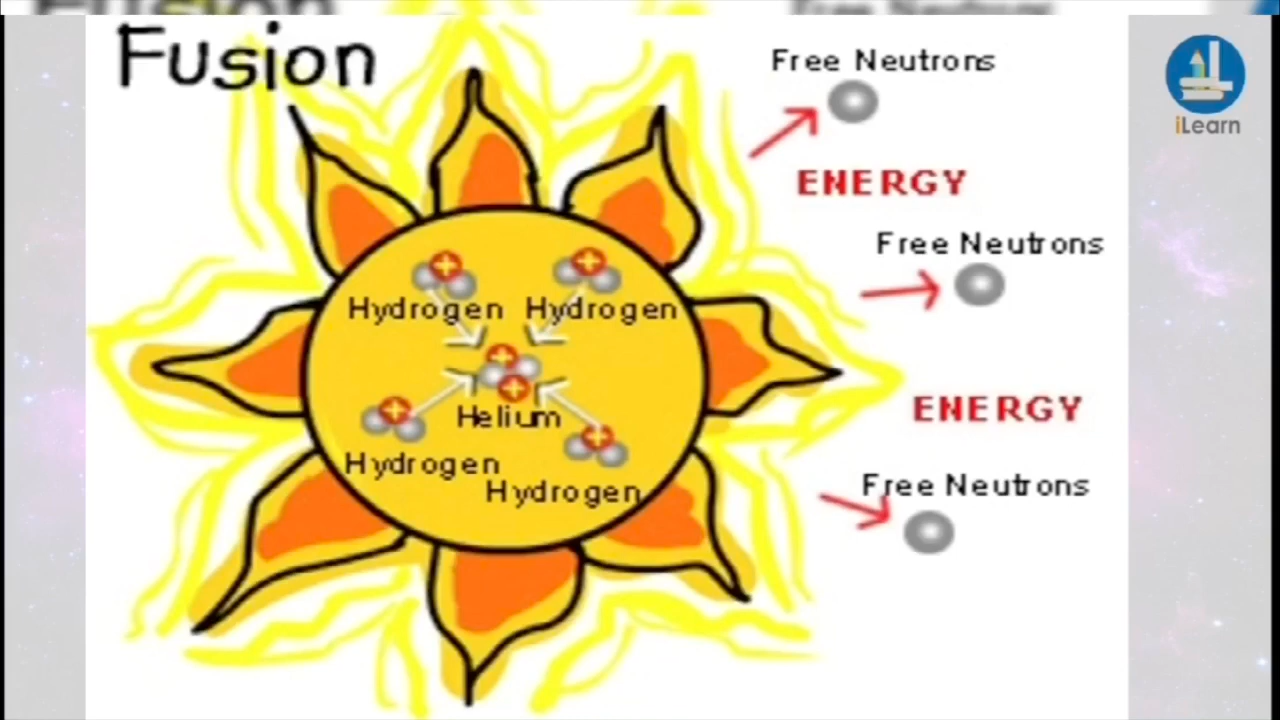 Fusion
Free Neutrons
ENERGY
Free Neutrons
Hydrogen Hydrogen
Helium
ENERGY
Hydrogen
Hydrogen
Free Neutrons
iLearn